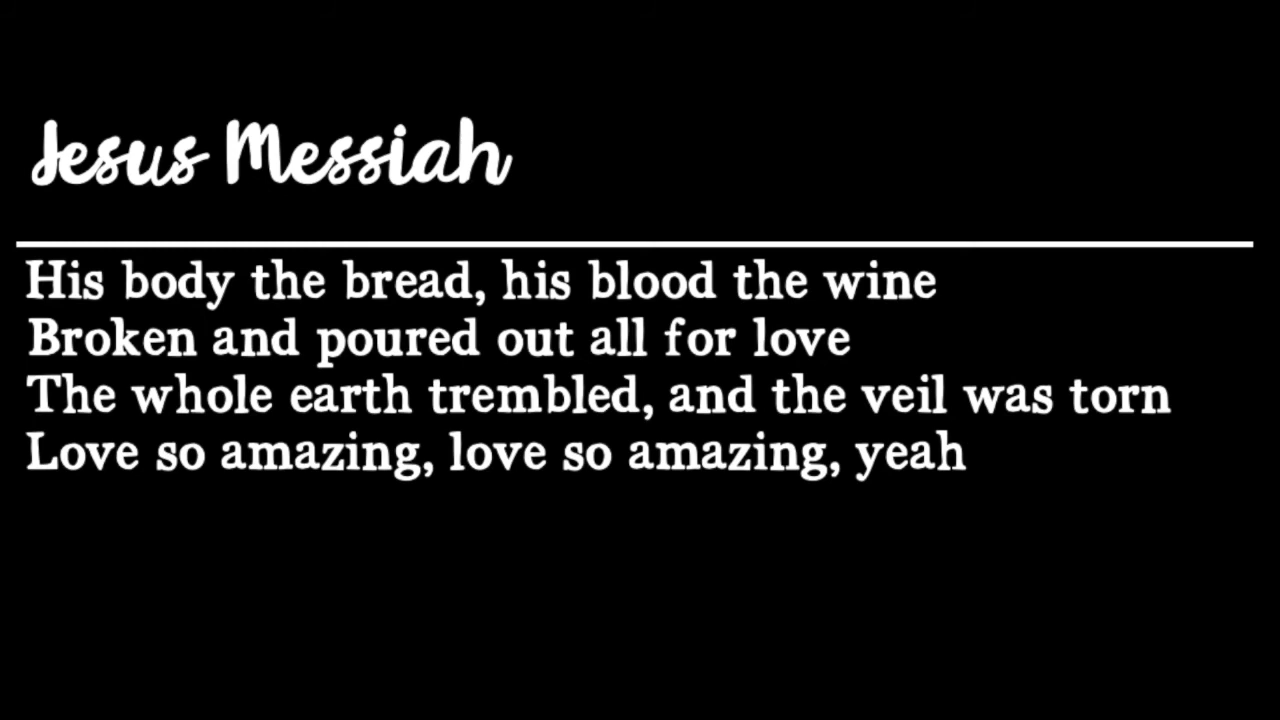 Jesus Messiah
His body the bread, his blood the wine
Broken and poured out all for love
The whole earth trembled, and the veil was torn
Love so amazing, love so amazing, yeah